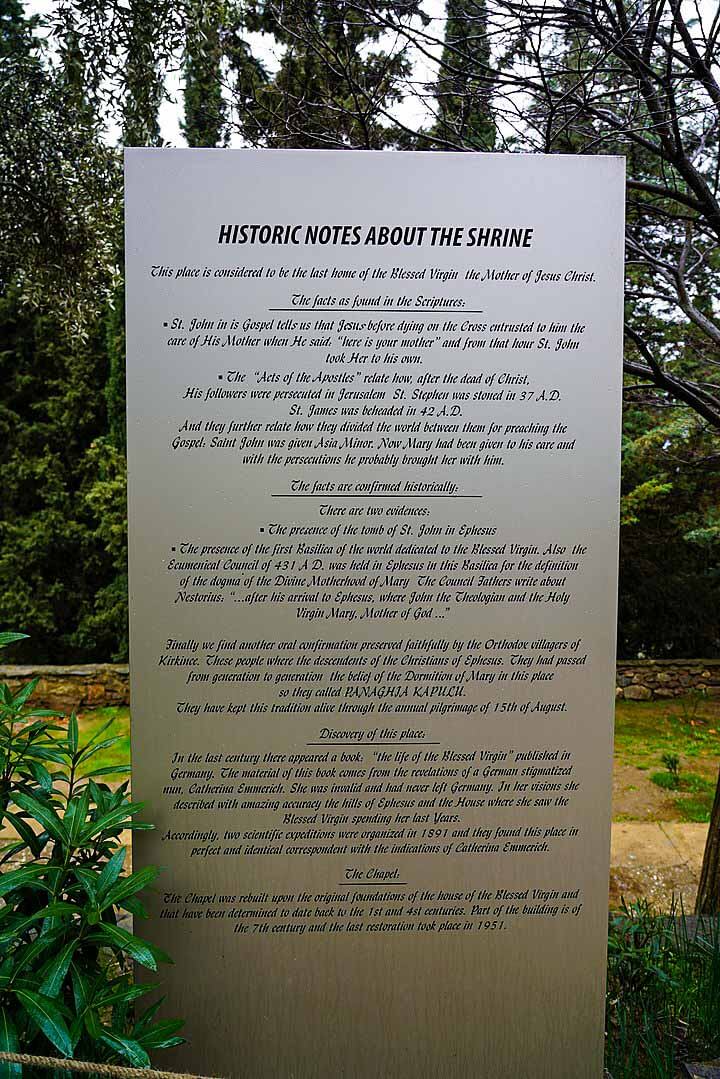 HISTORIC NOTES ABOUT THE SHRINE
This place is considered to be the last home of the Blessed Virgin the Mother of Jesus Christ.
The facts as found in the Scriptures:
▪ St. John in is Gospel tells us that Jesus before dying on the Cross entrusted to him the
care of His Mother when He said: "here is your mother" and from that hour St. John
took Her to his own.
▪ The "Acts of the Apostles" relate how, after the dead of Christ,
His followers were persecuted in Jerusalem St. Stephen was stoned in 37 A.D.
St. James was beheaded in 42 A.D.
And they further relate how they divided the world between them for preaching the
Gospel: Saint John was given Asia Minor. Now Mary had been given to his care and
with the persecutions he probably brought her with him.
The facts are confirmed historically:
There are two evidences:
▪ The presence of the tomb of St. John in Ephesus
▪ The presence of the first Basilica of the world dedicated to the Blessed Virgin. Also the
Ecumenical Council of 431 A D. was held in Ephesus in this Basilica for the definition
of the dogma of the Divine Motherhood of Mary The Council Fathers write about
Nestorius: "...after his arrival to Ephesus, where John the Theologian and the Holy
Virgin Mary, Mother of God ..."
Finally we find another oral confirmation preserved faithfully by the Orthodox villagers of
Kirkince. These people where the descendents of the Christians of Ephesus. They had passed
from generation to generation the belief of the Dormition of Mary in this place
so they called PANAGHIA KAPULU.
They have kept this tradition alive through the annual pilgrimage of 15th of August.
Discovery of this place:
In the last century there appeared a book: "the life of the Blessed Virgin" published in
Germany. The material of this book comes from the revelations of a German stigmatized
nun, Catherina Emmerich. She was invalid and had never left Germany. In her visions she
described with amazing accuracy the hills of Ephesus and the House where she saw the
Blessed Virgin spending her last Years.
Accordingly, two scientific expeditions were organized in 1891 and they found this place in
perfect and identical correspondent with the indications of Catherina Emmerich.
The Chapel:
The Chapel was rebuilt upon the original foundations of the house of the Blessed Virgin and
that have been determined to date back to the 1st and 4st centuries. Part of the building is of
the 7th century and the last restoration took place in 1951.